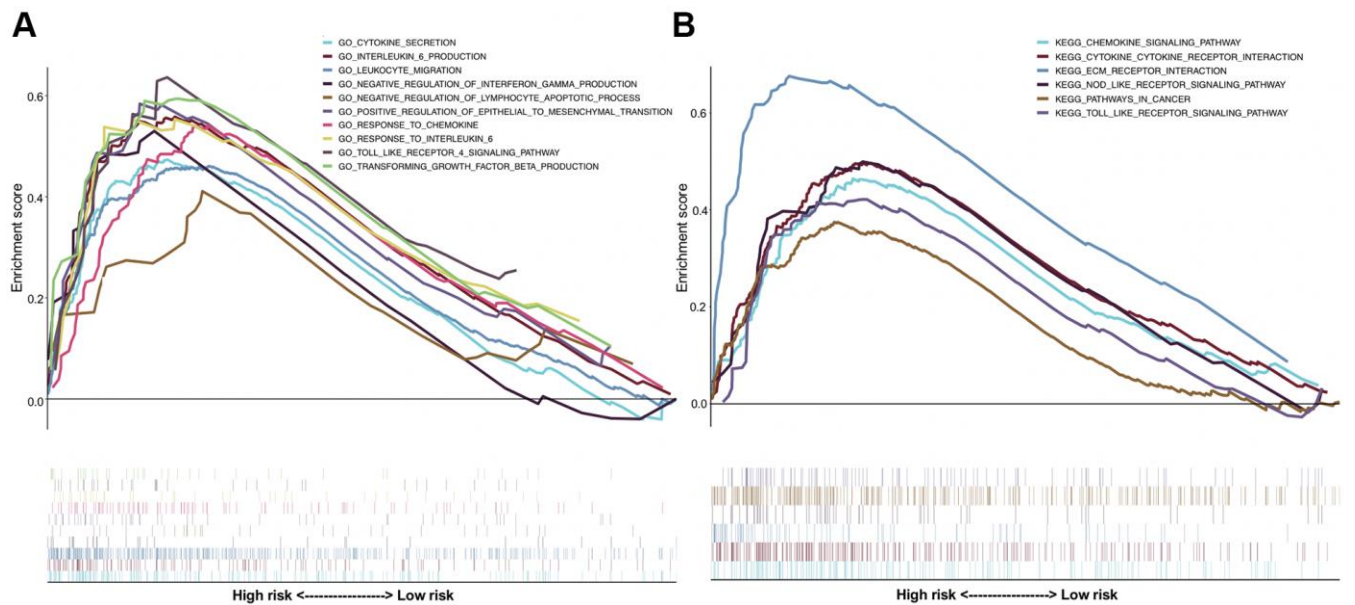 A
GO_CYTOKINE_SECRETION
GO_INTERLEUKIN_6_PRODUCTION
GO_LEUKOCYTE_MIGRATION
GO_NEGATIVE_REGULATION_OF_INTERFERON_GAMMA_PRODUCTION
GO_NEGATIVE_REGULATION_OF_LYMPHOCYTE_APOPTOTIC_PROCESS
GO_POSITIVE_REGULATION_OF_EPITHELIAL_TO_MESENCHYMAL_TRANSITION
GO_RESPONSE_TO_CHEMOKINE
GO_RESPONSE_TO_INTERLEUKIN_6
GO_TOLL_LIKE_RECEPTOR_4_SIGNALING_PATHWAY
GO_TRANSFORMING_GROWTH_FACTOR_BETA_PRODUCTION
Enrichment score
0.6
0.4
0.2
0.0
High risk <----------------> Low risk
B
KEGG_CHEMOKINE_SIGNALING_PATHWAY
KEGG_CYTOKINE_CYTOKINE_RECEPTOR_INTERACTION
KEGG_ECM_RECEPTOR_INTERACTION
KEGG_NOD_LIKE_RECEPTOR_SIGNALING_PATHWAY
KEGG_PATHWAYS_IN_CANCER
KEGG_TOLL_LIKE_RECEPTOR_SIGNALING_PATHWAY
Enrichment score
0.6
0.4
0.2
0.0
High risk <----------------> Low risk